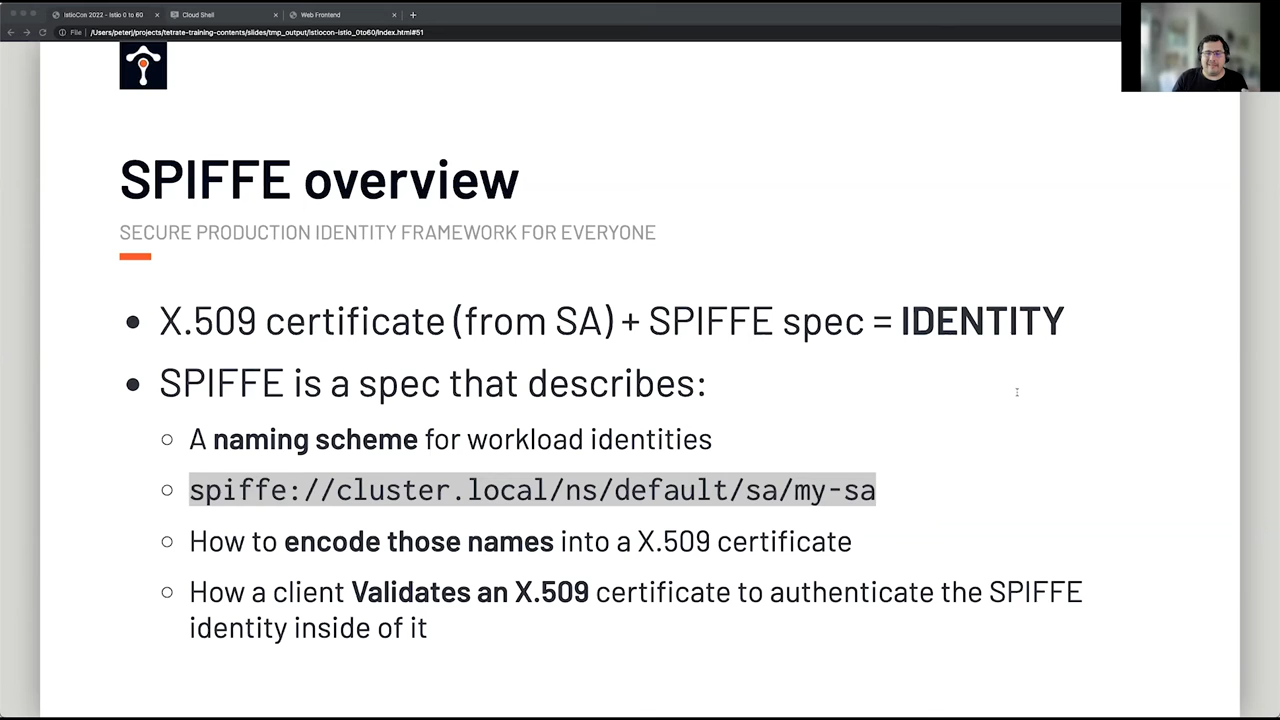 IstioCon 2022 - Istio 0 to 60
Cloud Shell
Web Frontend
File
/Users/peterj/projects/tetrate-training-contents/slides/tmp_output/istiocon-istio_0to60/index.html#51
SPIFFE overview
SECURE PRODUCTION IDENTITY FRAMEWORK FOR EVERYONE
• X.509 certificate (from SA) + SPIFFE spec = IDENTITY
• SPIFFE is a spec that describes:
○ A naming scheme for workload identities
○ spiffe://cluster.local/ns/default/sa/my-sa
○ How to encode those names into a X.509 certificate
○ How a client Validates an X.509 certificate to authenticate the SPIFFE
identity inside of it